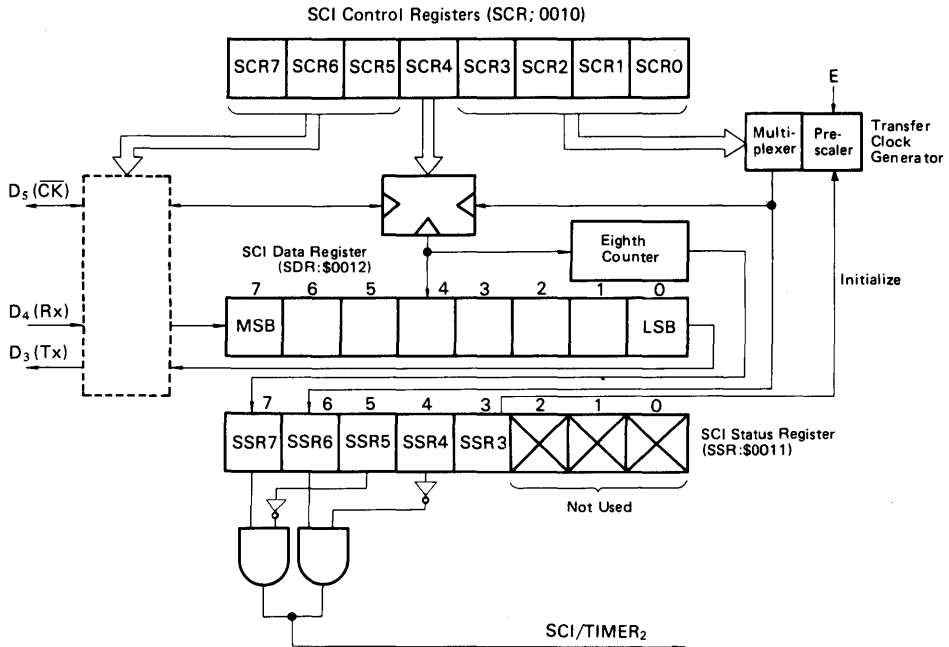 SCI Control Registers (SCR; 0010)
SCR7 SCR6 SCR5 SCR4 SCR3 SCR2 SCR1 SCR0
E
Multi-
plexer
Pre-
scaler
Transfer
Clock
Generator
D5 (CK)
SCI Data Register
(SDR:$0012)
Eighth
Counter
Initialize
7 6 5 4 3 2 1 0
MSB LSB
D4 (Rx)
D3 (Tx)
7 6 5 4 3 2 1 0
SSR7 SSR6 SSR5 SSR4 SSR3
SCI Status Register
(SSR:$0011)
Not Used
SCI/TIMER2